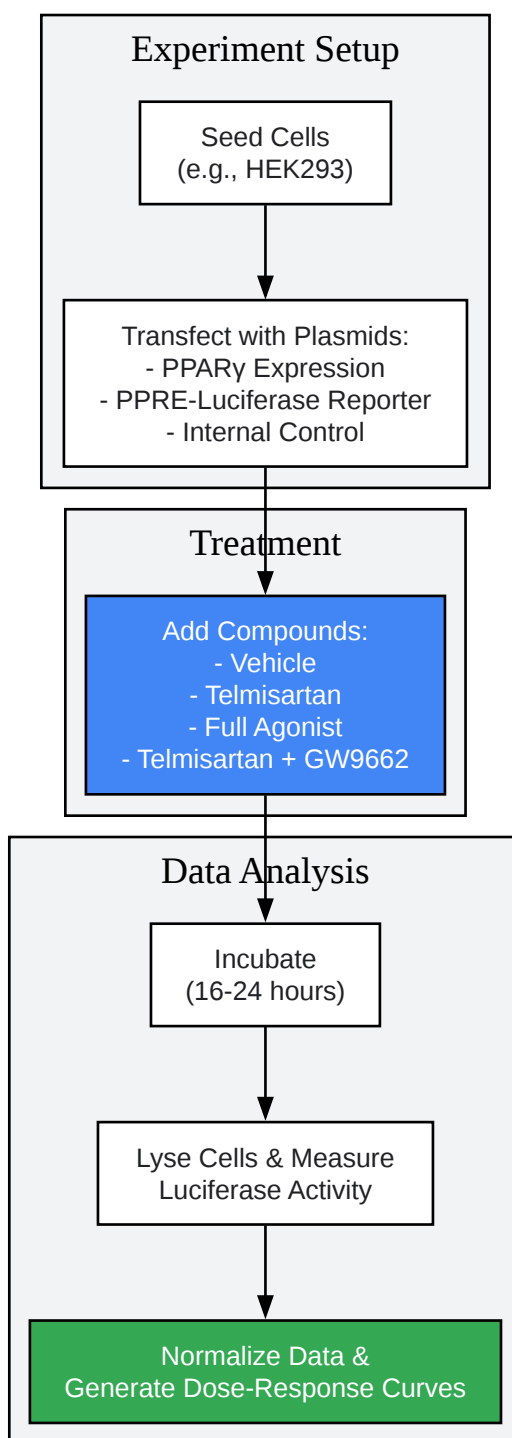 Experiment Setup
Seed Cells
(e.g., HEK293)
Transfect with Plasmids:
- PPARγ Expression
- PPRE-Luciferase Reporter
- Internal Control
Treatment
Add Compounds:
- Vehicle
- Telmisartan
- Full Agonist
- Telmisartan + GW9662
Data Analysis
Incubate
(16-24 hours)
Lyse Cells & Measure
Luciferase Activity
Normalize Data &
Generate Dose-Response Curves